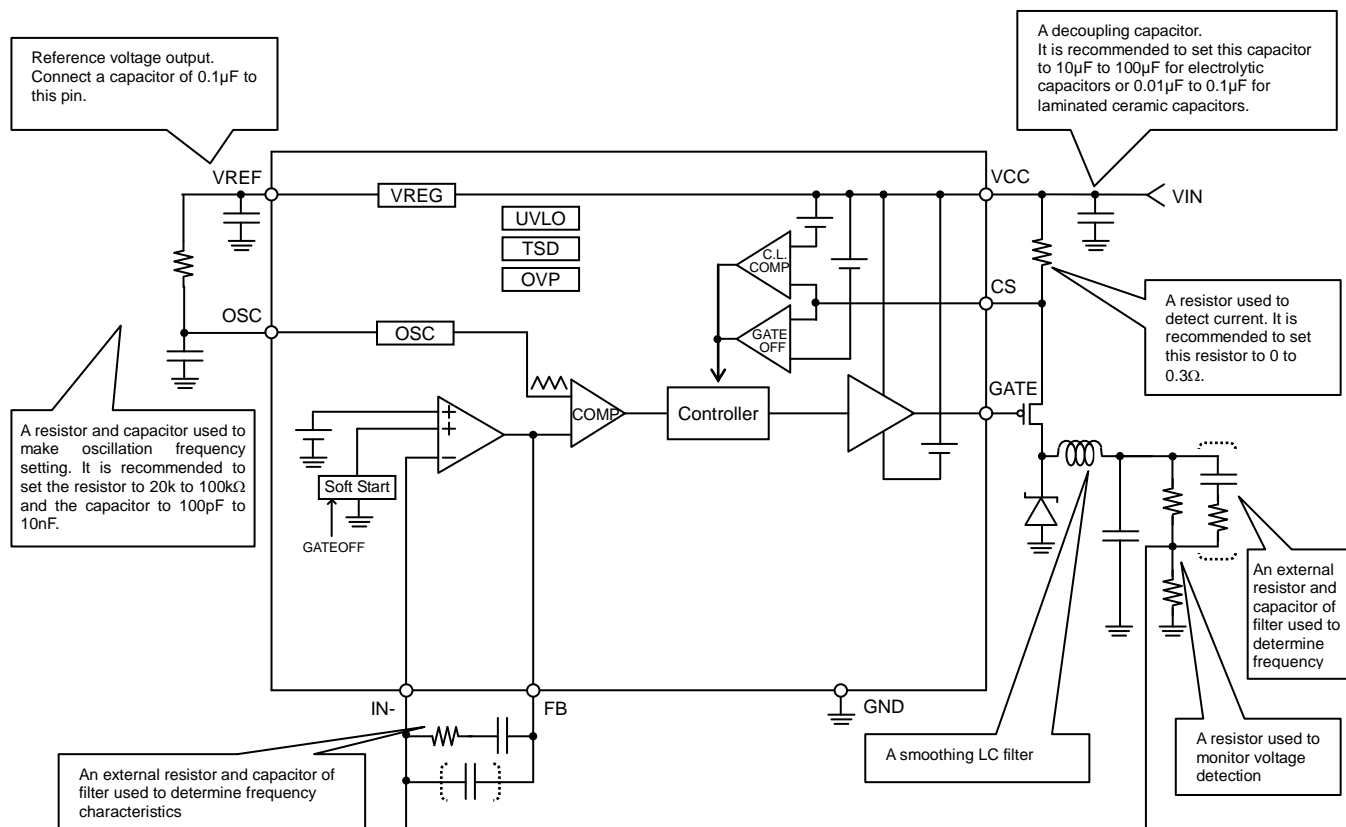 Reference voltage output.
Connect a capacitor of 0.1µF to
this pin.
A decoupling capacitor.
It is recommended to set this capacitor
to 10µF to 100µF for electrolytic
capacitors or 0.01µF to 0.1µF for
laminated ceramic capacitors.
VREF
VREG
VCC
VIN
UVLO
TSD
OVP
C.L.
COMP
CS
A resistor used to
detect current. It is
recommended to set
this resistor to 0 to
0.3Ω.
OSC
OSC
GATE
OFF
GATE
COMP
Controller
A resistor and capacitor used to
make oscillation frequency
setting. It is recommended to
set the resistor to 20k to 100kΩ
and the capacitor to 100pF to
10nF.
+
+
−
Soft Start
GATEOFF
An external
resistor and
capacitor of
filter used to
determine
frequency
IN-
FB
GND
A smoothing LC filter
A resistor used to
monitor voltage
detection
An external resistor and capacitor of
filter used to determine frequency
characteristics